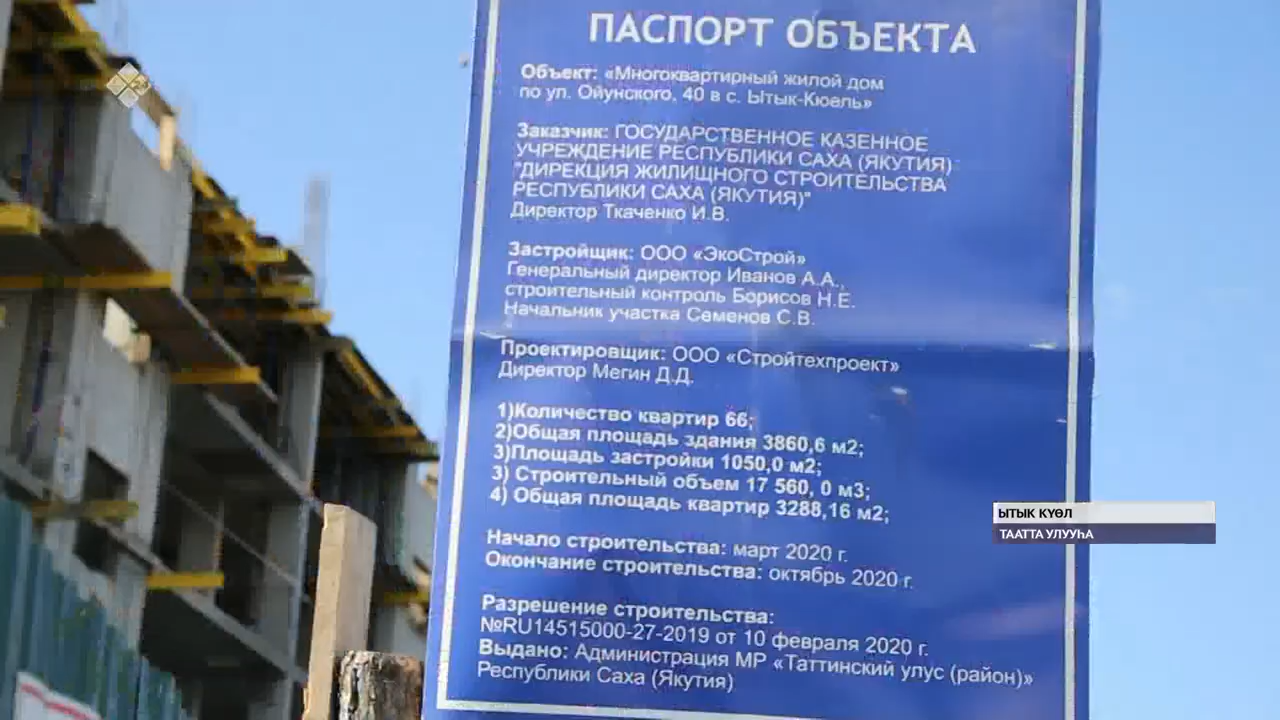 ПАСПОРТ ОБЪЕКТА
Объект: «Многоквартирный жилой дом
по ул. Ойунского, 40 в с. Ытык-Кюель»
Заказчик: ГОСУДАРСТВЕННОЕ КАЗЕННОЕ
УЧРЕЖДЕНИЕ РЕСПУБЛИКИ САХА (ЯКУТИЯ)
"ДИРЕКЦИЯ ЖИЛИЩНОГО СТРОИТЕЛЬСТВА
РЕСПУБЛИКИ САХА (ЯКУТИЯ)"
Директор Ткаченко И.В.
Застройщик: ООО «ЭкоСтрой»
Генеральный директор Иванов А.А.,
строительный контроль Борисов Н.Е.
Начальник участка Семенов С.В.
Проектировщик: ООО «Стройтехпроект»
Директор Мегин Д.Д.
1)Количество квартир 66;
2)Общая площадь здания 3860,6 м2;
3)Площадь застройки 1050,0 м2;
3) Строительный объем 17 560, 0 м3;
4) Общая площадь квартир 3288,16 м2;
Начало строительства: март 2020 г.
Окончание строительства: октябрь 2020 г.
Разрешение строительства:
№RU14515000-27-2019 от 10 февраля 2020 г.
Выдано: Администрация МР «Таттинский улус (район)»
Республики Саха (Якутия)
ЫТЫК КҮӨЛ
ТААТТА УЛУУҺА